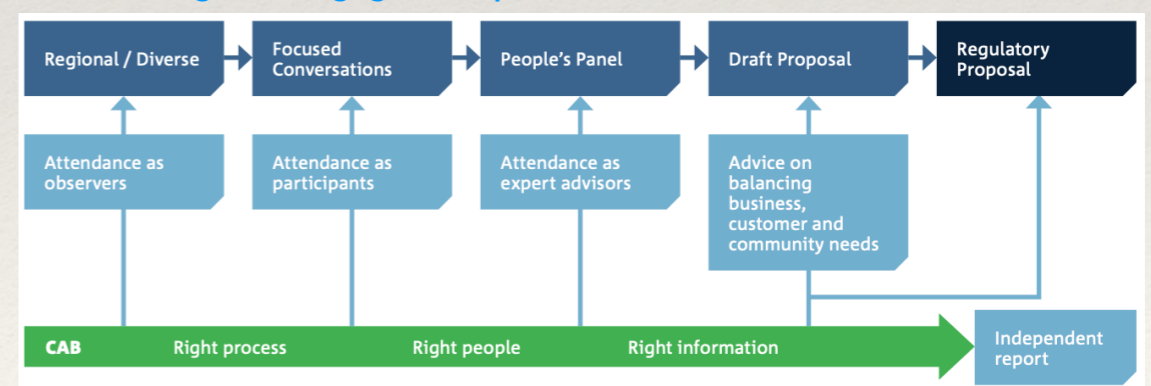 Regional / Diverse
Focused
Conversations
People's Panel
Draft Proposal
Regulatory
Proposal
Attendance as
observers
Attendance as
participants
Attendance as
expert advisors
Advice on
balancing
business,
customer and
community needs
CAB
Right process
Right people
Right information
Independent
report